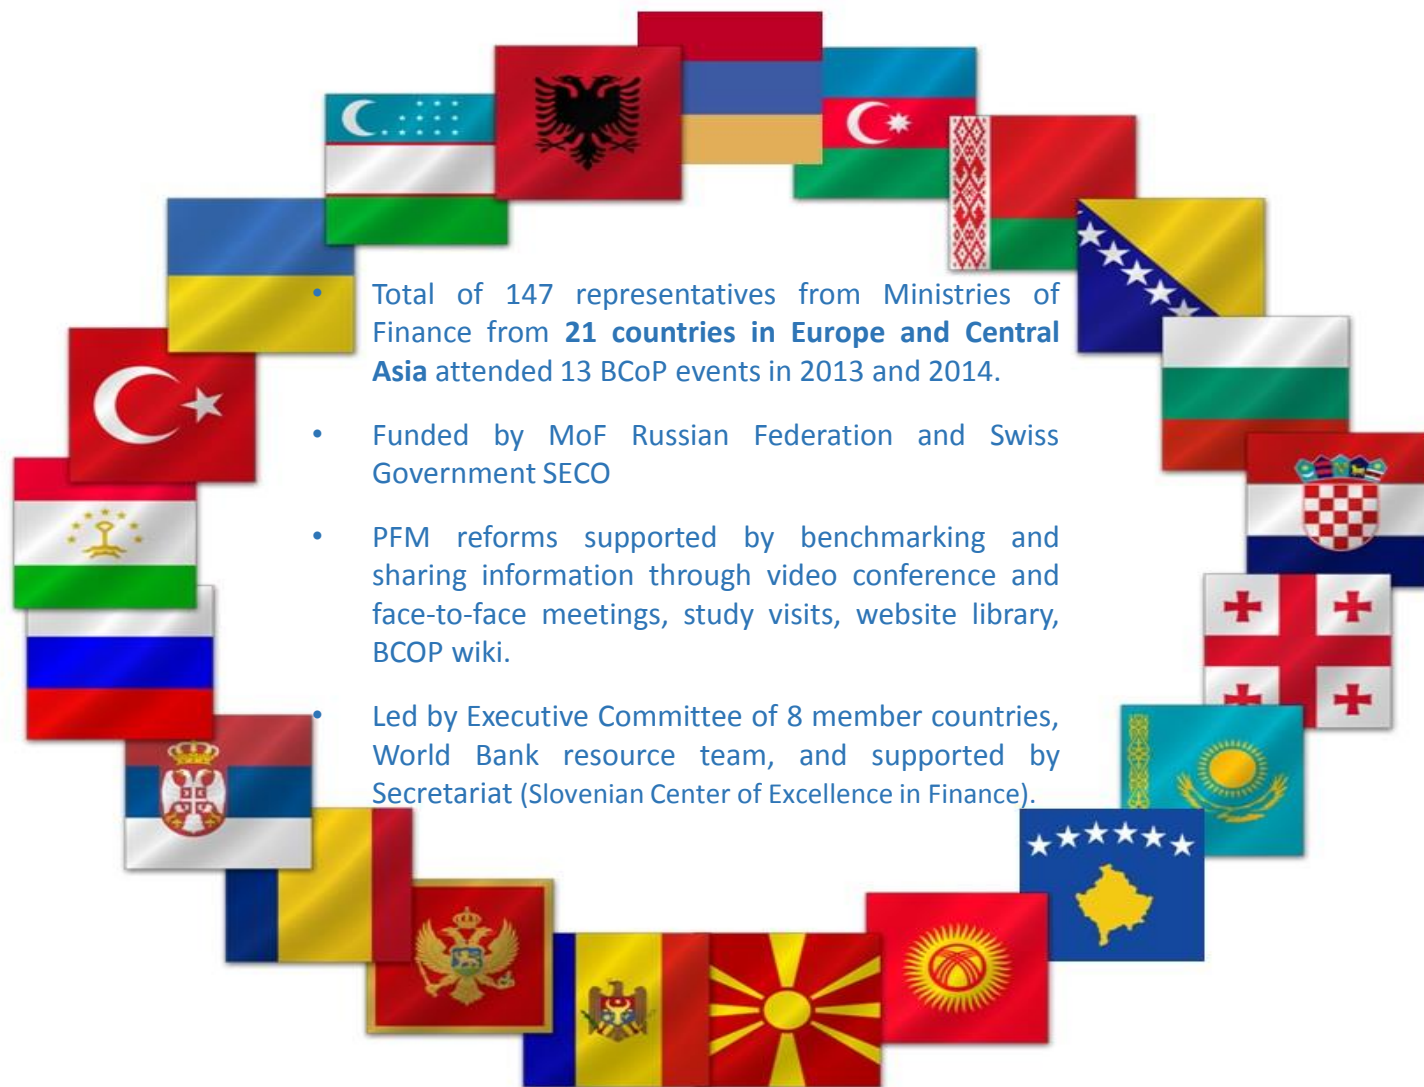 • Total of 147 representatives from Ministries of
Finance from 21 countries in Europe and Central
Asia attended 13 BCoP events in 2013 and 2014.
• Funded by MoF Russian Federation and Swiss
Government SECO
• PFM reforms supported by benchmarking and
sharing information through video conference and
face-to-face meetings, study visits, website library,
BCOP wiki.
• Led by Executive Committee of 8 member countries,
World Bank resource team, and supported by
Secretariat (Slovenian Center of Excellence in Finance).